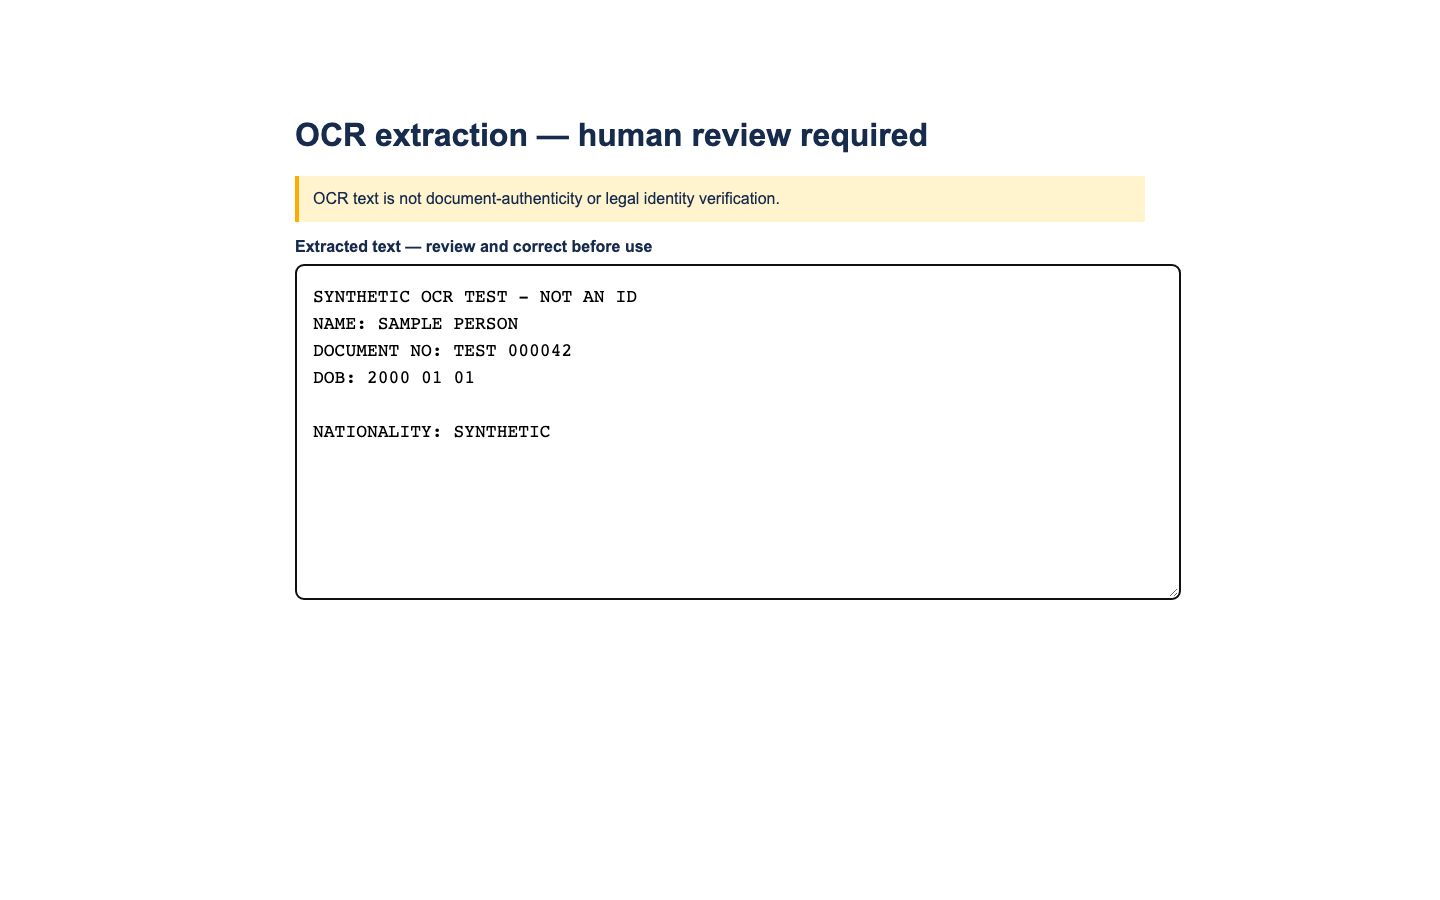 OCR extraction — human review required
OCR text is not document-authenticity or legal identity verification.
Extracted text — review and correct before use
SYNTHETIC OCR TEST - NOT AN ID
NAME: SAMPLE PERSON
DOCUMENT NO: TEST 000042
DOB: 2000 01 01
NATIONALITY: SYNTHETIC